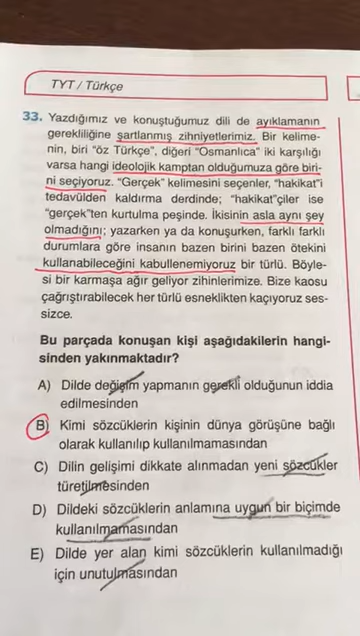 TYT / Türkçe
33. Yazdığımız ve konuştuğumuz dili de ayıklamanın
gerekliliğine şartlanmış zihniyetlerimiz. Bir kelime-
nin, biri "öz Türkçe", diğeri "Osmanlıca" iki karşılığı
varsa hangi ideolojik kamptan olduğumuza göre biri-
ni seçiyoruz. "Gerçek" kelimesini seçenler, "hakikat"i
tedavülden kaldırma derdinde; "hakikat"çiler ise
"gerçek"ten kurtulma peşinde. İkisinin asla aynı şey
olmadığını; yazarken ya da konuşurken, farklı farklı
durumlara göre insanın bazen birini bazen ötekini
kullanabileceğini kabullenemiyoruz bir türlü. Böyle-
si bir karmaşa ağır geliyor zihinlerimize. Bize kaosu
çağrıştırabilecek her türlü esneklikten kaçıyoruz ses-
sizce.
Bu parçada konuşan kişi aşağıdakilerin hangi-
sinden yakınmaktadır?
A) Dilde değişim yapmanın gerekli olduğunun iddia
edilmesinden
B) Kimi sözcüklerin kişinin dünya görüşüne bağlı
olarak kullanılıp kullanılmamasından
C) Dilin gelişimi dikkate alınmadan yeni sözcükler
türetilmesinden
D) Dildeki sözcüklerin anlamına uygun bir biçimde
kullanılmamasından
E) Dilde yer alan kimi sözcüklerin kullanılmadığı
için unutulmasından